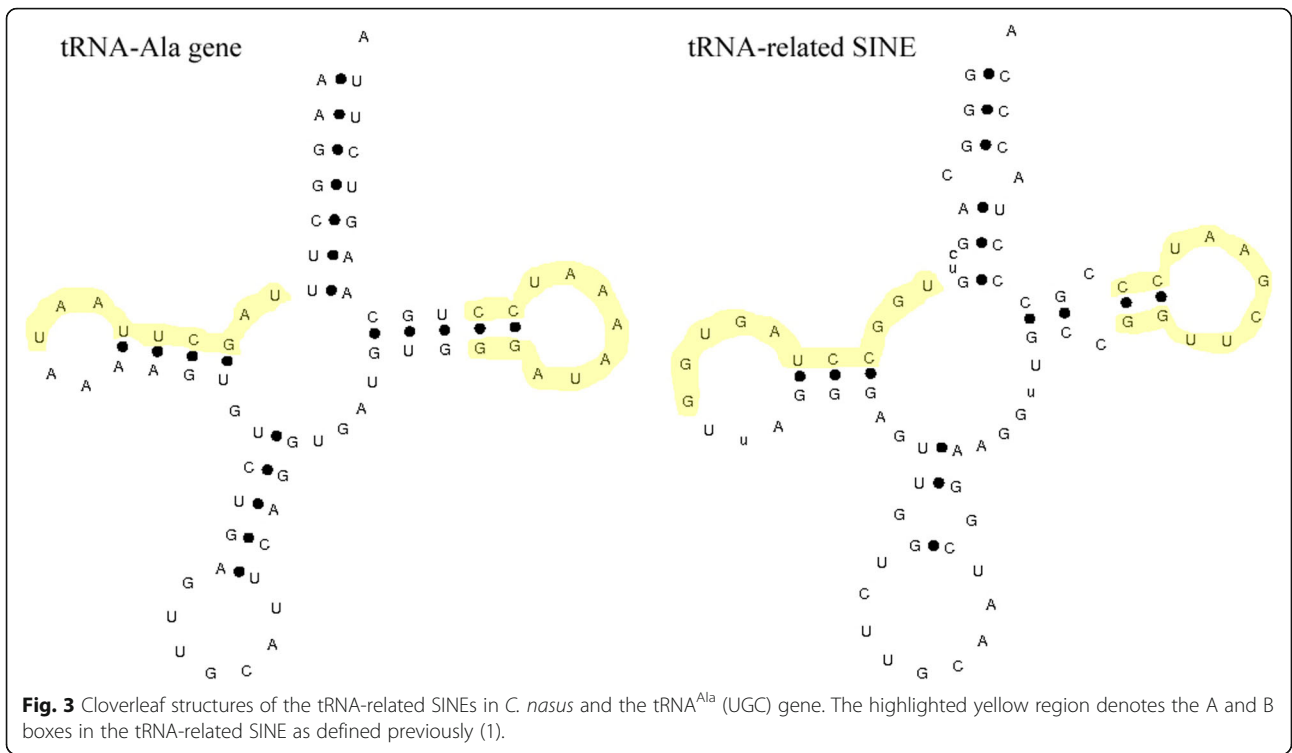 tRNA-Ala gene
tRNA-related SINE
A
A U
A U
G C
G U
C G
U A
U A
U A G C U U A A U
A A A A G U
G
U C U G A
G U U G C A U
U C A G G U G A U
C G U C C U A A A A U A G G U G
A
G C
G C
G C
C A
A U
G C
c
u
G C
U G G C C U A G U G G
U u A G G G A
G
U U G G U C U U G C
A A U C G G A A G G u U G
C G C C C U A A G C U U G G C C
Fig. 3 Cloverleaf structures of the tRNA-related SINEs in C. nasus and the tRNA^Ala (UGC) gene. The highlighted yellow region denotes the A and B
boxes in the tRNA-related SINE as defined previously (1).